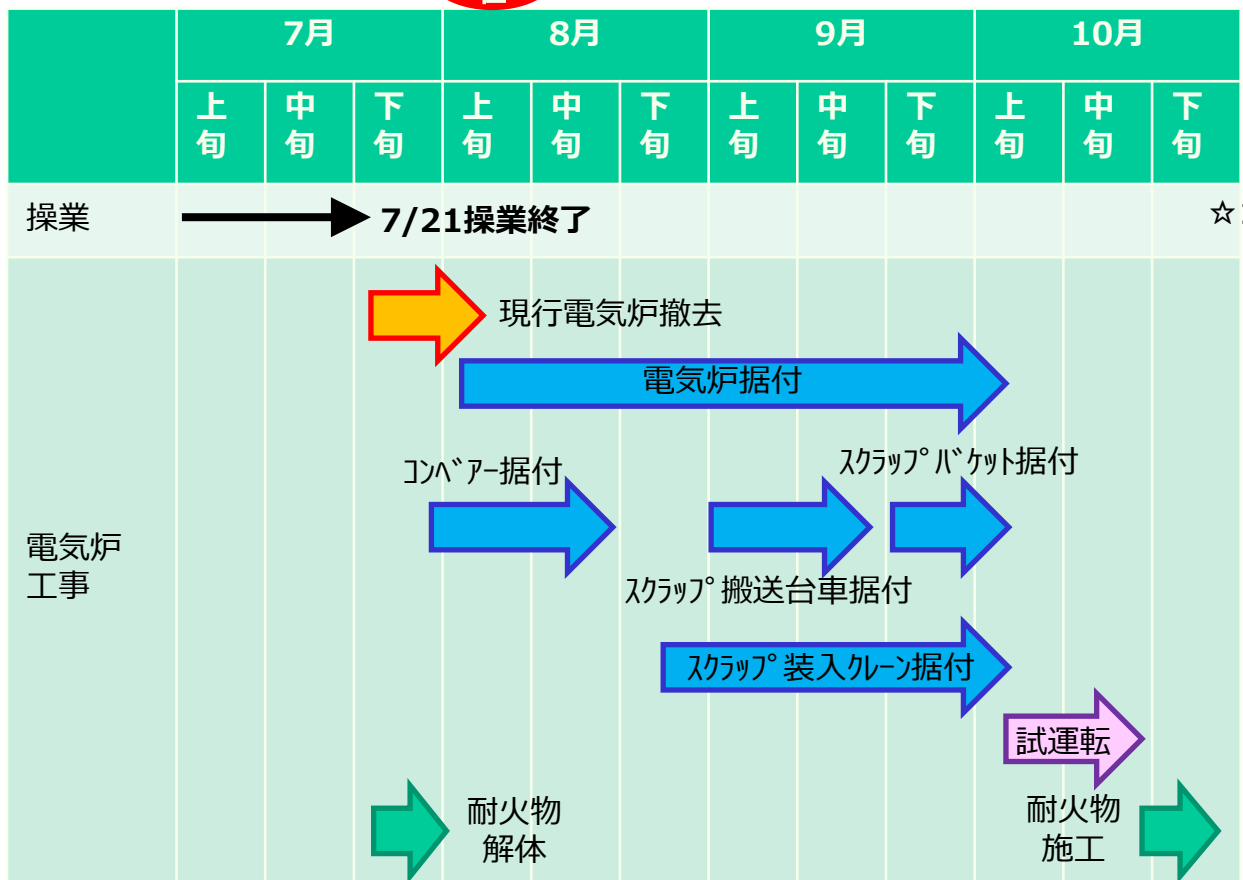 7月 8月 9月 10月
上旬 中旬 下旬 上旬 中旬 下旬 上旬 中旬 下旬 上旬 中旬 下旬
操業 7/21操業終了 ☆
現行電気炉撤去
電気炉据付
ｺﾝﾍﾞｱｰ据付 ｽｸﾗｯﾌﾟﾊﾞｹｯﾄ据付
電気炉
工事
ｽｸﾗｯﾌﾟ搬送台車据付
ｽｸﾗｯﾌﾟ装入ｸﾚｰﾝ据付
試運転
耐火物
解体
耐火物
施工